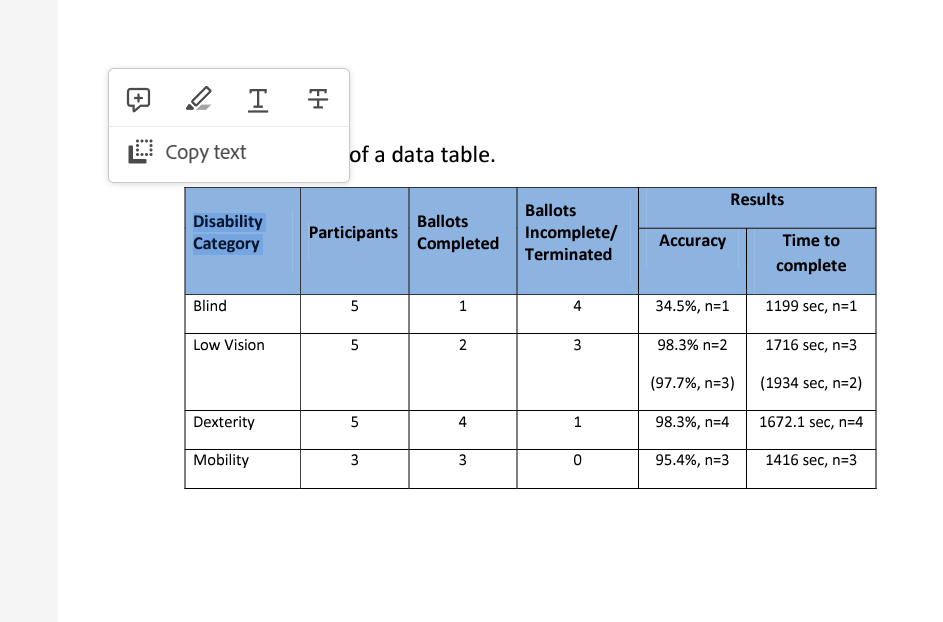 Copy text
of a data table.
Disability Category Participants Ballots Completed Ballots Incomplete/ Terminated Results
Accuracy Time to complete
Blind 5 1 4 34.5%, n=1 1199 sec, n=1
Low Vision 5 2 3 98.3% n=2 1716 sec, n=3
(97.7%, n=3) (1934 sec, n=2)
Dexterity 5 4 1 98.3%, n=4 1672.1 sec, n=4
Mobility 3 3 0 95.4%, n=3 1416 sec, n=3